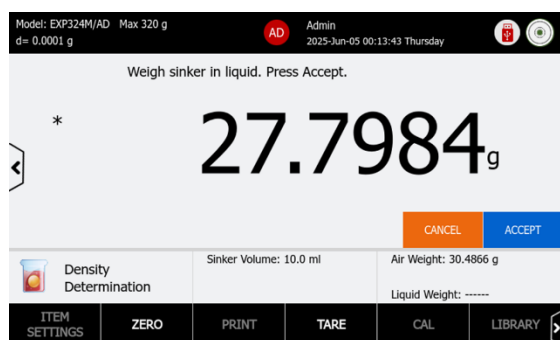 Model: EXP324M/AD Max 320 g
d= 0.0001 g
AD
Admin
2025-Jun-05 00:13:43 Thursday
Weigh sinker in liquid. Press Accept.
*
27.7984 g
CANCEL
ACCEPT
Density
Determination
Sinker Volume: 10.0 ml
Air Weight: 30.4866 g
Liquid Weight: ------
ITEM
SETTINGS
ZERO
PRINT
TARE
CAL
LIBRARY